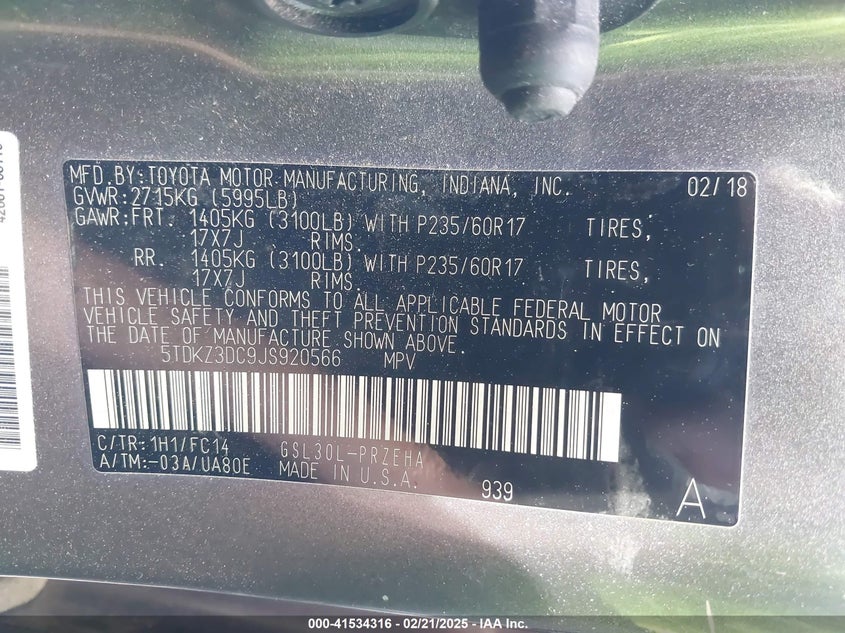 MFD.BY:TOYOTA MOTOR MANUFACTURING, INDIANA, INC. 02/18
GVWR:2715KG (5995LB)
GAWR:FRT. 1405KG (3100LB) WITH P235/60R17 TIRES,
17X7J RIMS.
RR. 1405KG (3100LB) WITH P235/60R17 TIRES,
17X7J RIMS.
THIS VEHICLE CONFORMS TO ALL APPLICABLE FEDERAL MOTOR
VEHICLE SAFETY AND THEFT PREVENTION STANDARDS IN EFFECT ON
THE DATE OF MANUFACTURE SHOWN ABOVE.
5TDKZ3DC9JS920566 MPV
C/TR:1H1/FC14 GSL30L-PRZEHA
A/TM:-03A/UA80E MADE IN U.S.A. 939 A
000-41534316 - 02/21/2025 - IAA Inc.